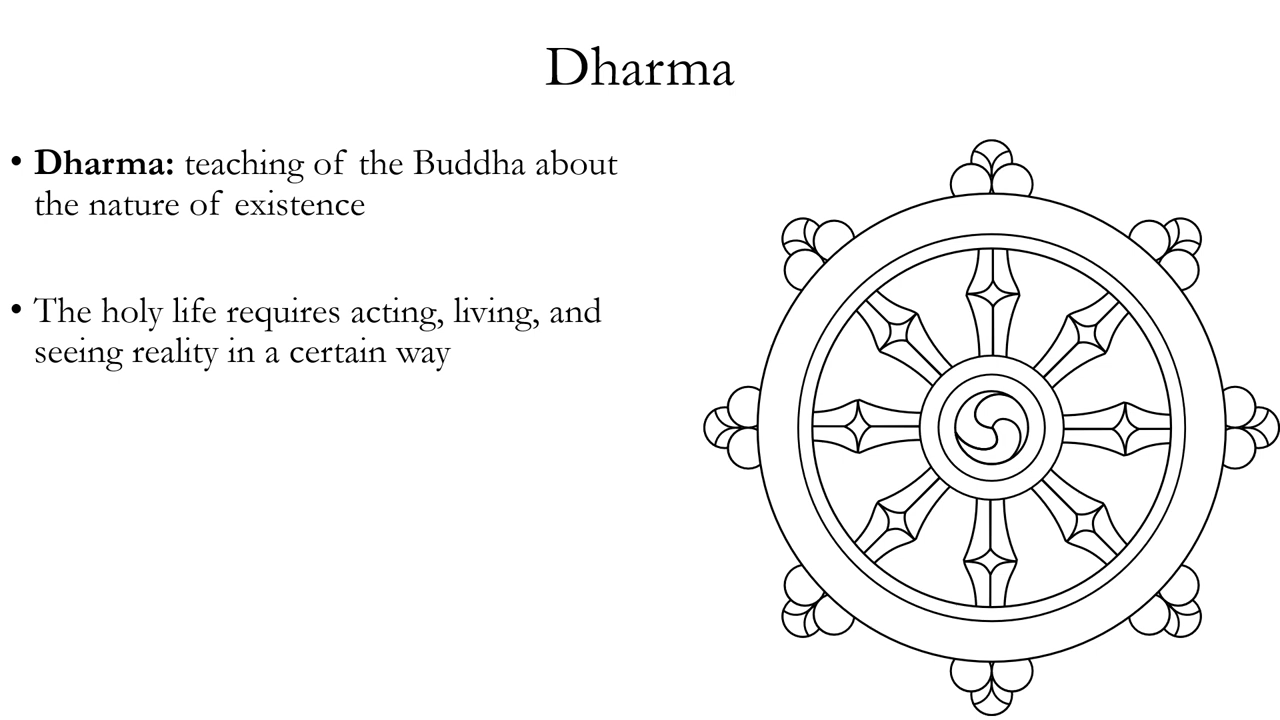 Dharma
• Dharma: teaching of the Buddha about
the nature of existence
• The holy life requires acting, living, and
seeing reality in a certain way